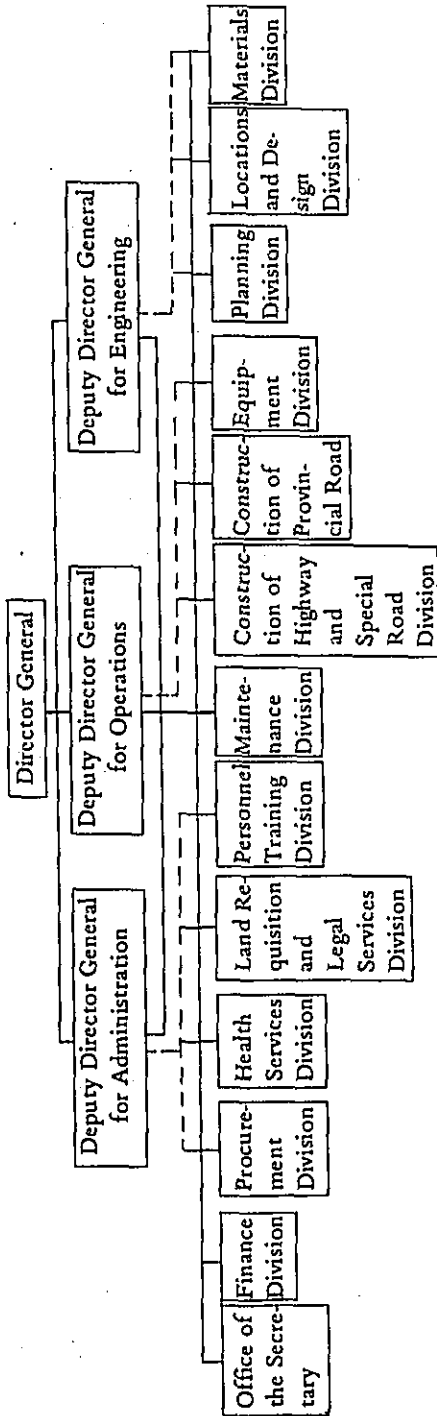 Director General
Deputy Director General
for Administration
Deputy Director General
for Operations
Deputy Director General
for Engineering
Office of
the Secre-
tary
Finance
Division
Procure-
ment
Division
Health
Services
Division
Land Re-
quisition
and
Legal
Services
Division
Personnel
Training
Division
Mainte-
nance
Division
Construc-
tion of
Highway
and
Special
Road
Division
Construc-
tion of
Provin-
cial Road
Equip-
ment
Division
Planning
Division
Locations
and De-
sign
Division
Materials
Division